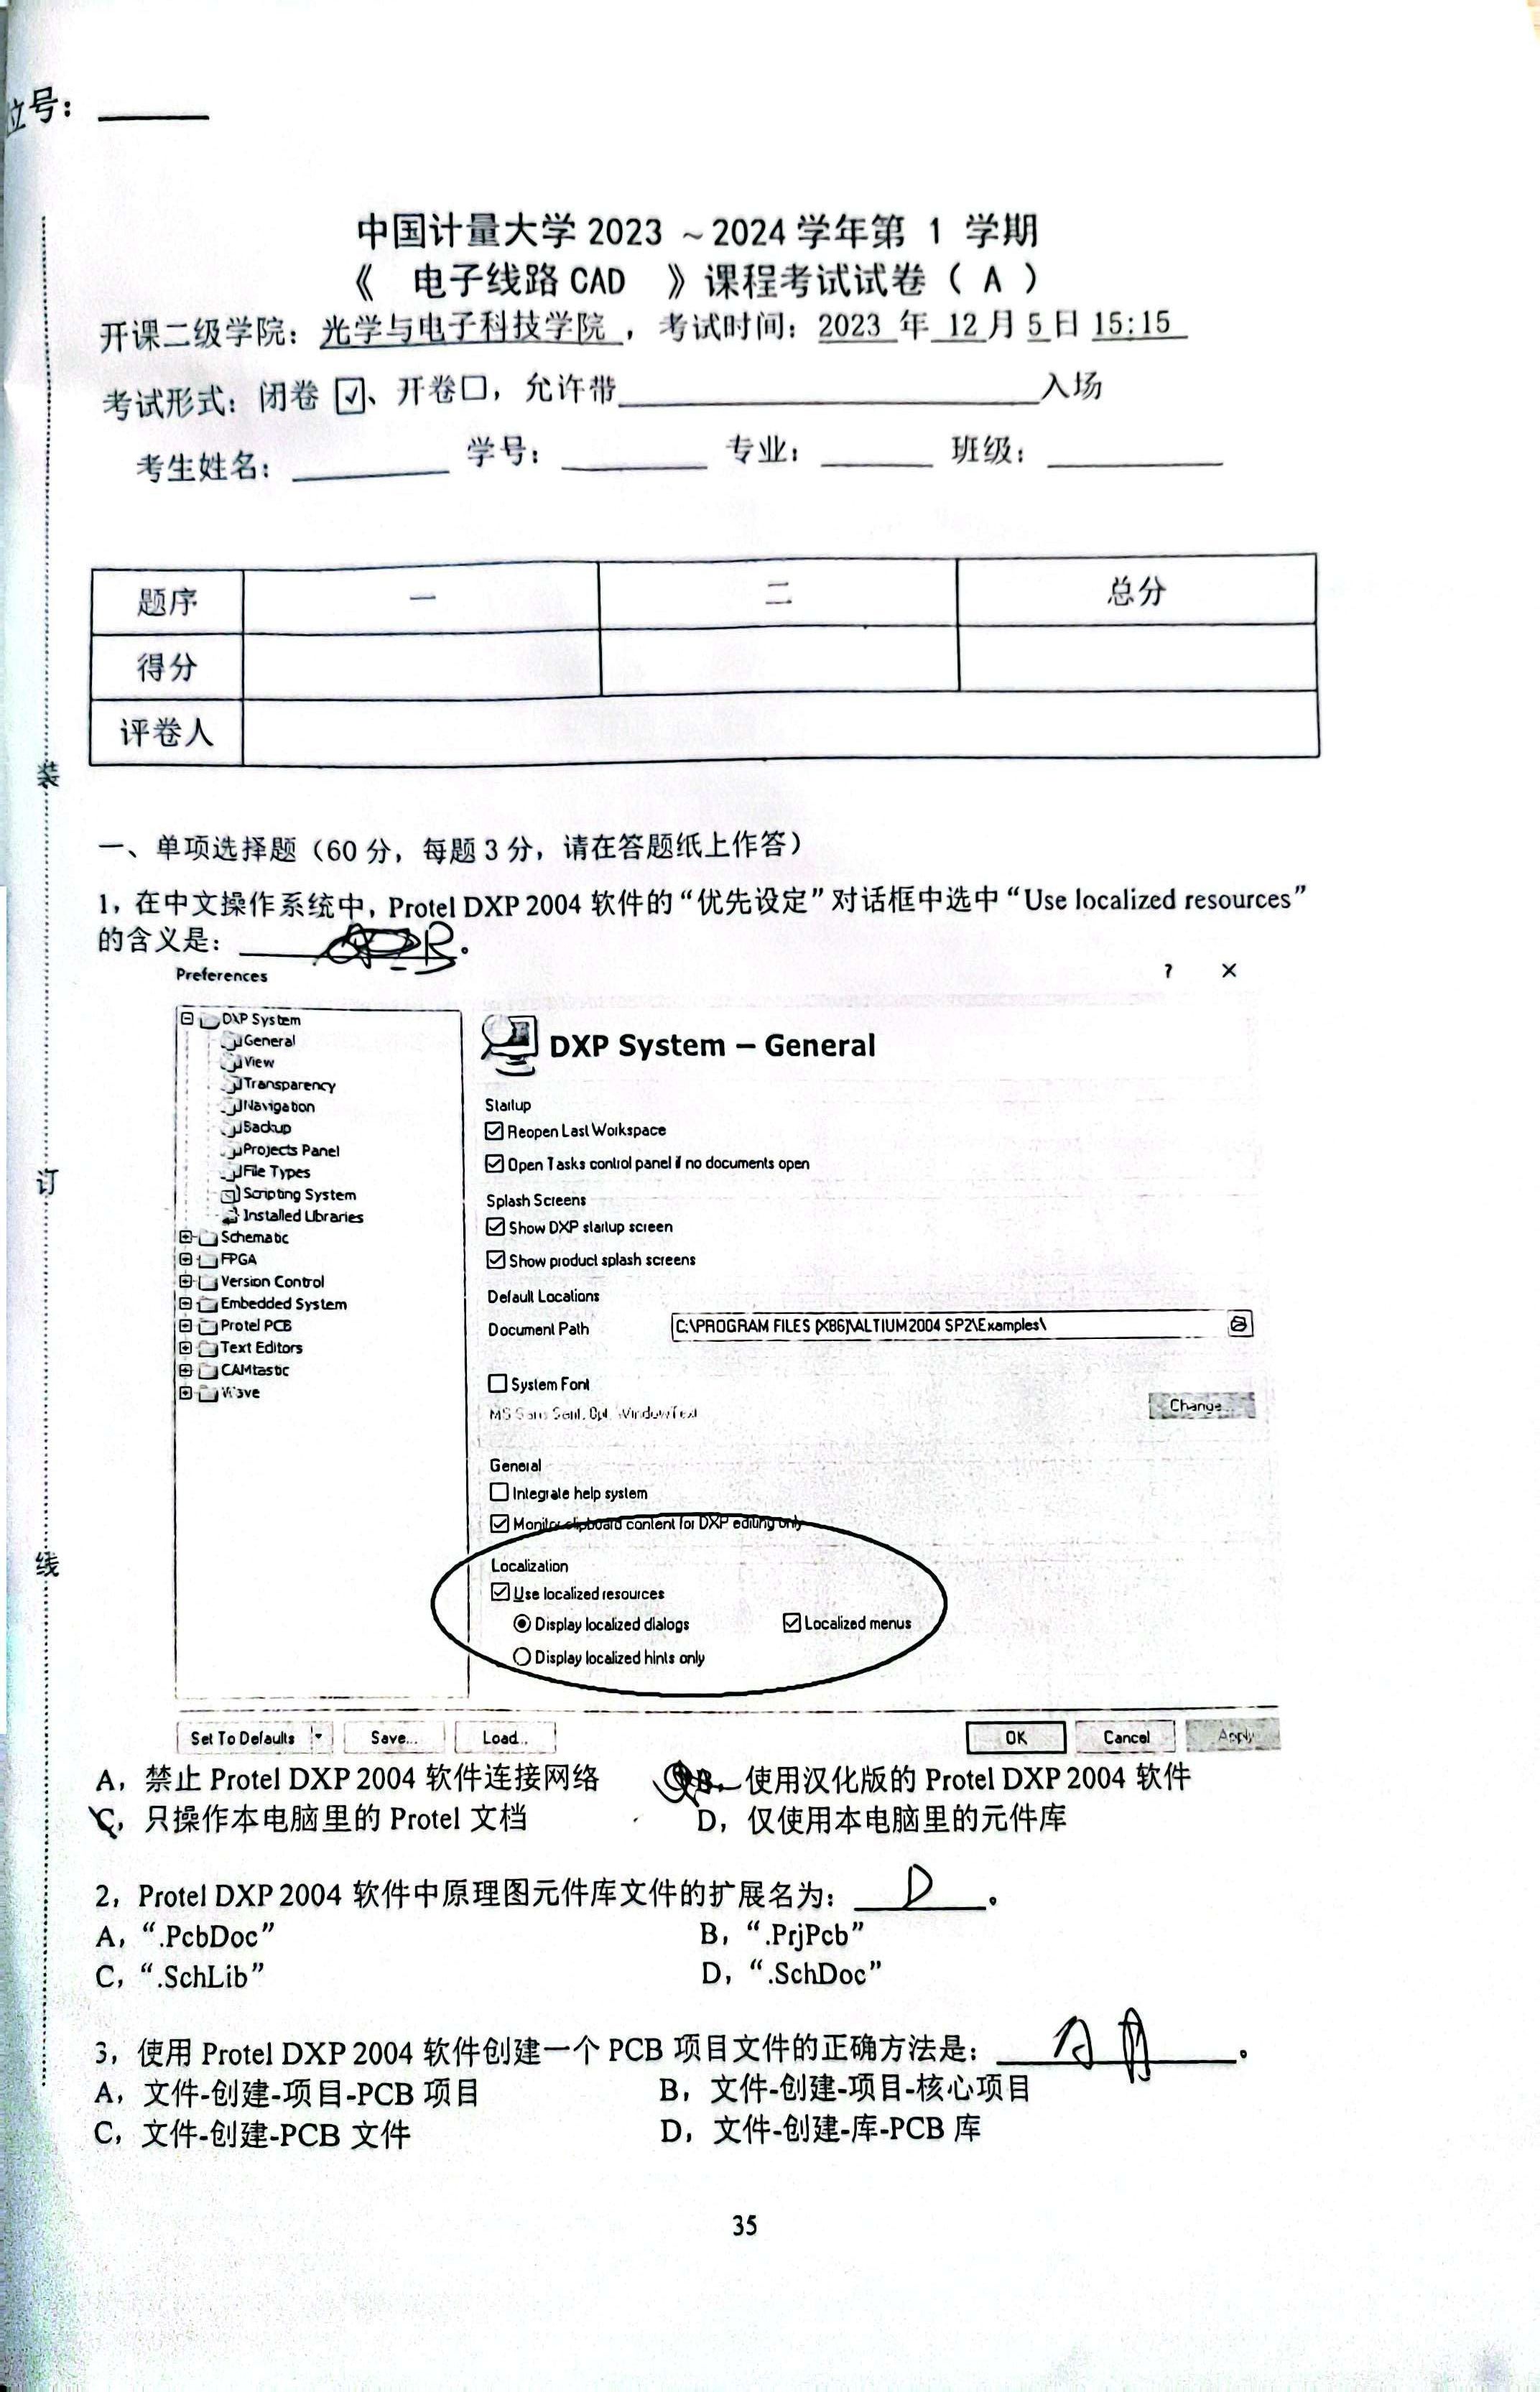 位号：
中国计量大学 2023 ～2024 学年第 1 学期
《 电子线路 CAD 》课程考试试卷（ A ）
开课二级学院：光学与电子科技学院，考试时间：2023 年 12 月 5 日 15:15
考试形式：闭卷☑、开卷□，允许带 入场
考生姓名： 学号： 专业： 班级：
题序 一 二 总分
得分
评卷人
装
订
线
一、单项选择题（60 分，每题 3 分，请在答题纸上作答）
1，在中文操作系统中，Protel DXP 2004 软件的“优先设定”对话框中选中“Use localized resources”
的含义是： B。
Preferences ? ×
DXP System
General
View
Transparency
Navigation
Backup
Projects Panel
File Types
Scripting System
Installed Libraries
Schematic
FPGA
Version Control
Embedded System
Protel PCB
Text Editors
CAMtastic
Wave
DXP System – General
Startup
Reopen Last Workspace
Open Tasks control panel if no documents open
Splash Screens
Show DXP startup screen
Show product splash screens
Default Locations
Document Path C:\PROGRAM FILES (X86)\ALTIUM2004 SP2\Examples\
System Font
MS Sans Serif, 8pt, WindowText Change...
General
Integrate help system
Monitor clipboard content for DXP editing only
Localization
Use localized resources
Display localized dialogs Localized menus
Display localized hints only
Set To Defaults Save... Load... OK Cancel Apply
A，禁止 Protel DXP 2004 软件连接网络 B，使用汉化版的 Protel DXP 2004 软件
C，只操作本电脑里的 Protel 文档 D，仅使用本电脑里的元件库
2，Protel DXP 2004 软件中原理图元件库文件的扩展名为： D 。
A，“.PcbDoc” B，“.PrjPcb”
C，“.SchLib” D，“.SchDoc”
3，使用 Protel DXP 2004 软件创建一个 PCB 项目文件的正确方法是： A 。
A，文件-创建-项目-PCB 项目 B，文件-创建-项目-核心项目
C，文件-创建-PCB 文件 D，文件-创建-库-PCB 库
35